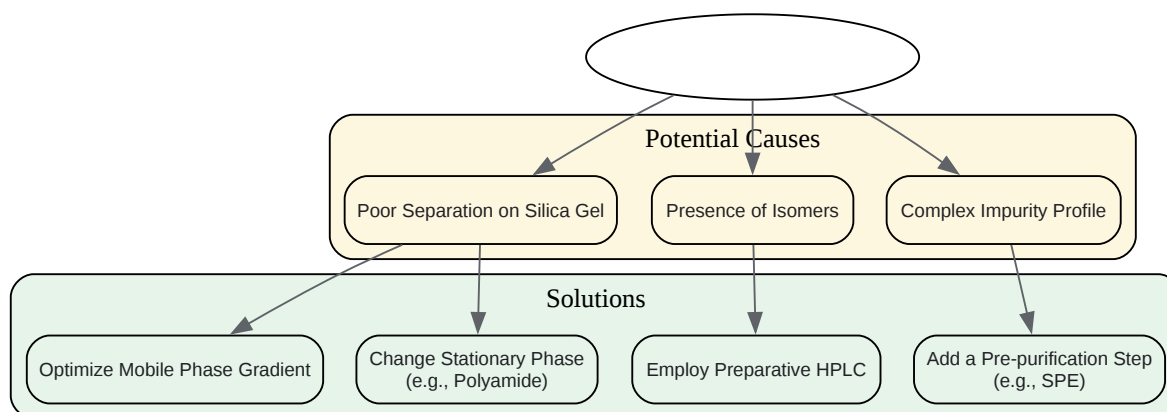 Potential Causes
Poor Separation on Silica Gel
Presence of Isomers
Complex Impurity Profile
Solutions
Optimize Mobile Phase Gradient
Change Stationary Phase
(e.g., Polyamide)
Employ Preparative HPLC
Add a Pre-purification Step
(e.g., SPE)